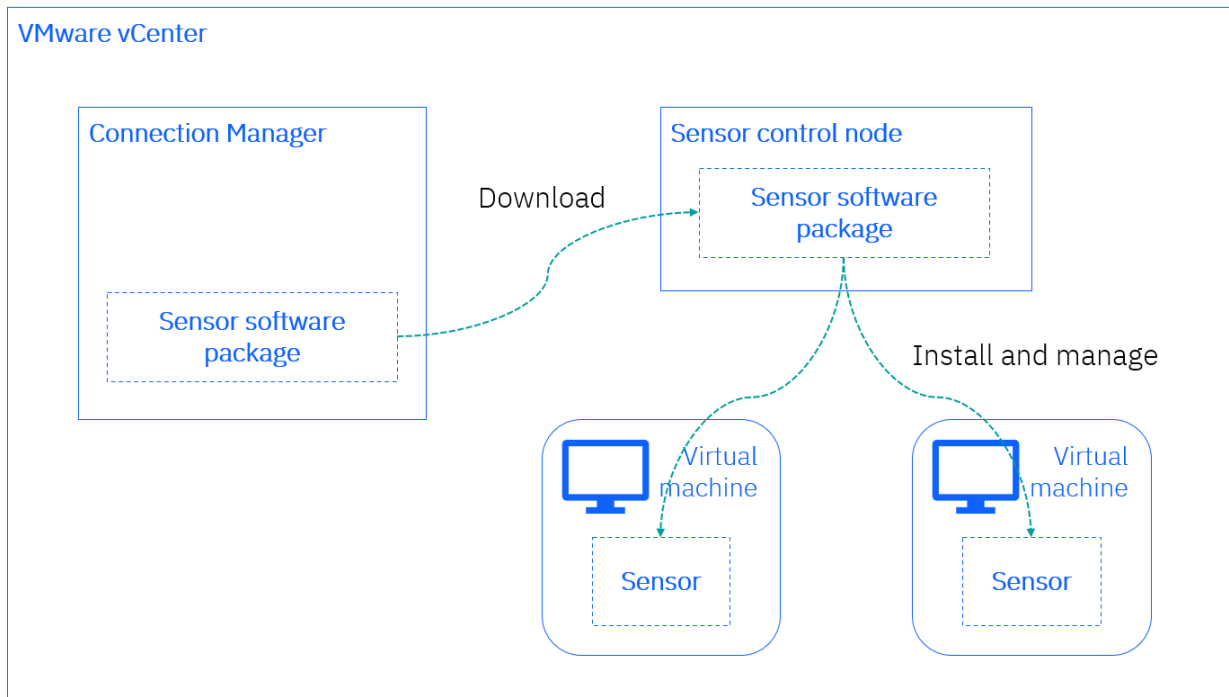 VMware vCenter
Connection Manager
Sensor control node
Download
Sensor software
package
Sensor software
package
Install and manage
Virtual
machine
Virtual
machine
Sensor
Sensor